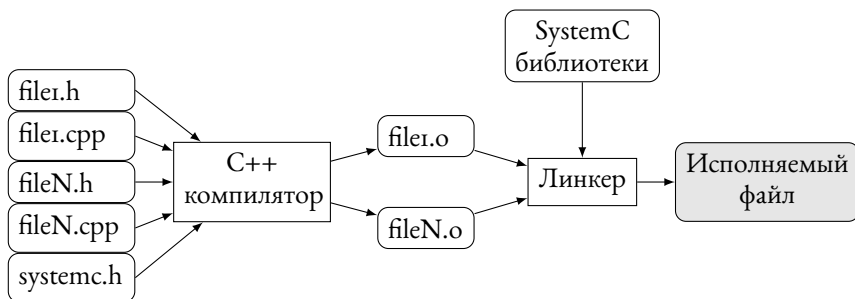 SystemC
библиотеки
file1.h
file1.cpp
fileN.h
fileN.cpp
systemc.h
C++
компилятор
file1.o
fileN.o
Линкер
Исполняемый
файл